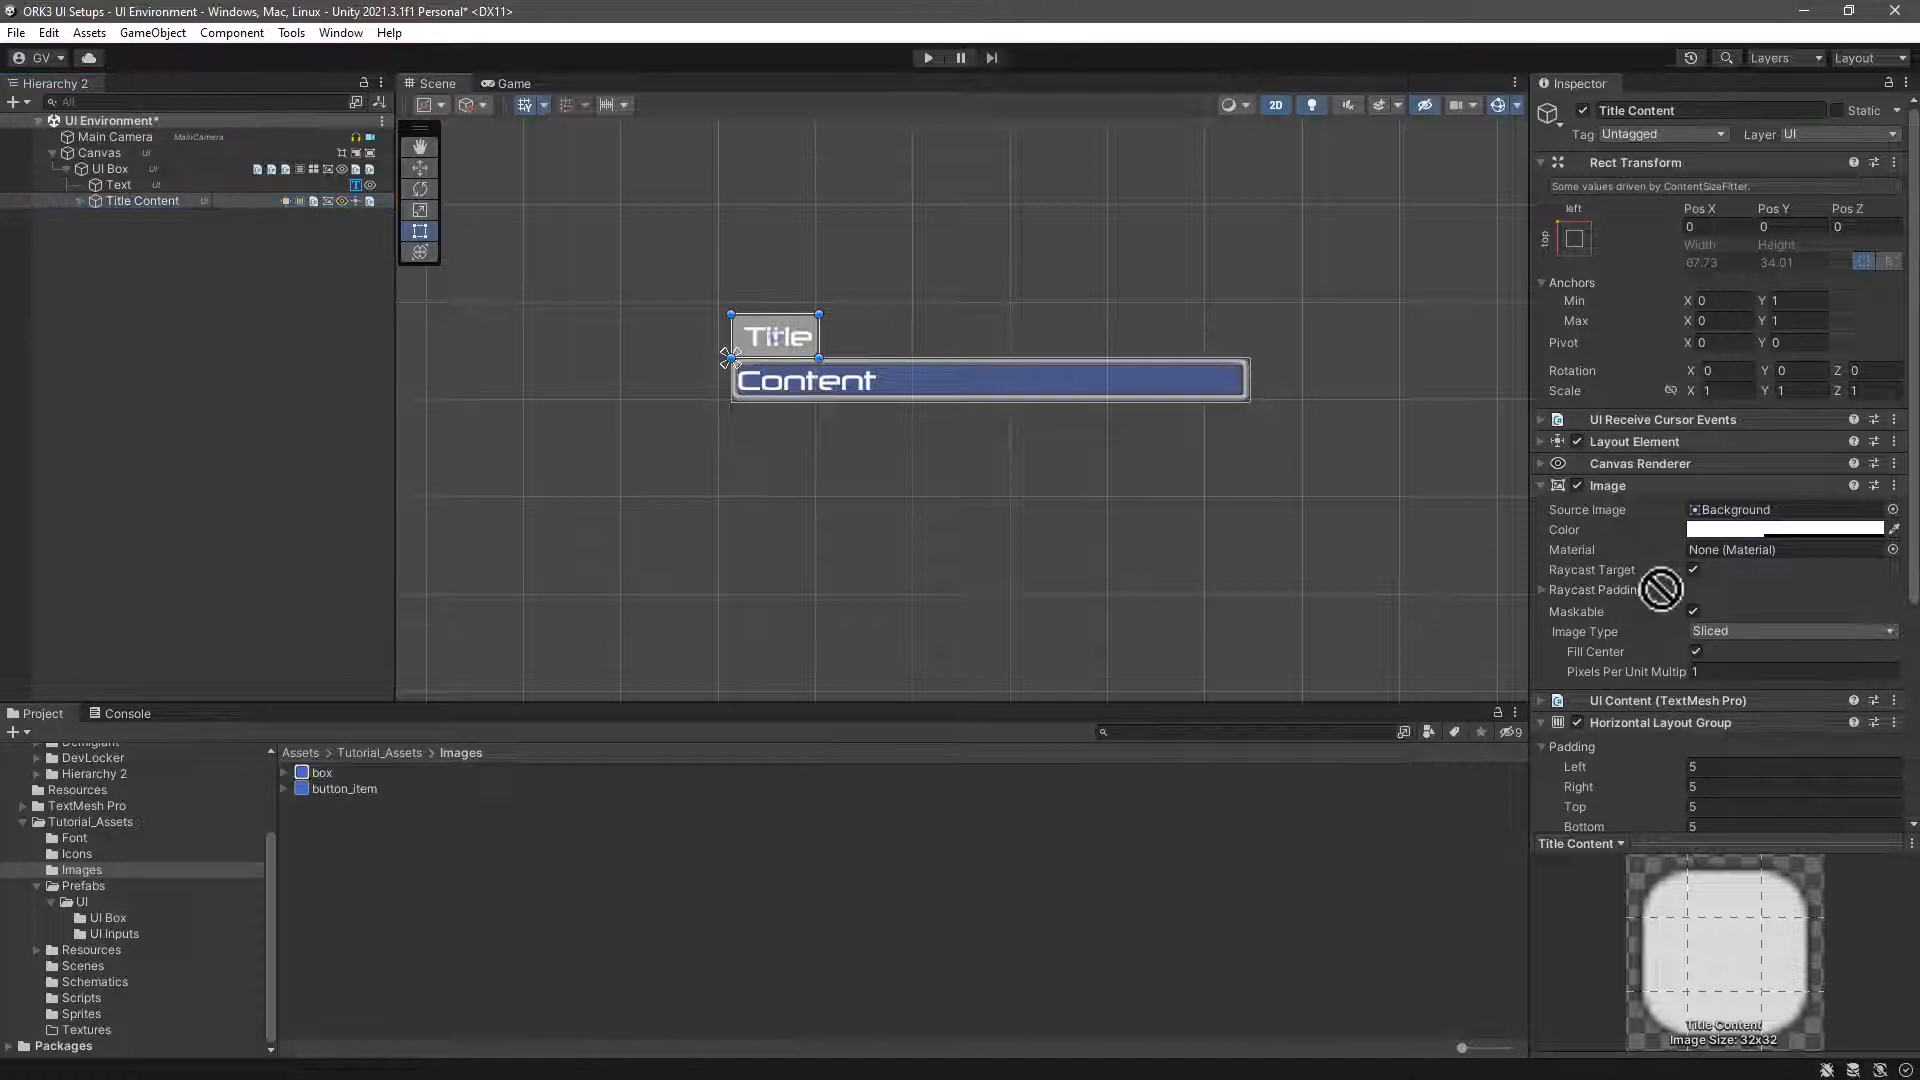 ORK3 UI Setups - UI Environment - Windows, Mac, Linux - Unity 2021.3.1f1 Personal* <DX11>
File Edit Assets GameObject Component Tools Window Help
GV Layers Layout
Hierarchy 2
All
UI Environment*
Main Camera MainCamera
Canvas UI
UI Box UI
Text UI
Title Content UI
Scene Game
2D
Title
Content
Inspector
Title Content Static
Tag Untagged Layer UI
Rect Transform
Some values driven by ContentSizeFitter.
left Pos X Pos Y Pos Z
top 0 0 0
Width Height
67.73 34.01
Anchors
Min X 0 Y 1
Max X 0 Y 1
Pivot X 0 Y 0
Rotation X 0 Y 0 Z 0
Scale X 1 Y 1 Z 1
UI Receive Cursor Events
Layout Element
Canvas Renderer
Image
Source Image Background
Color
Material None (Material)
Raycast Target
Raycast Paddin
Maskable
Image Type Sliced
Fill Center
Pixels Per Unit Multip 1
UI Content (TextMesh Pro)
Horizontal Layout Group
Padding
Left 5
Right 5
Top 5
Bottom 5
Title Content
Title Content
Image Size: 32x32
Project Console
9
Demigiant
DevLocker
Hierarchy 2
Resources
TextMesh Pro
Tutorial_Assets
Font
Icons
Images
Prefabs
UI
UI Box
UI Inputs
Resources
Scenes
Schematics
Scripts
Sprites
Textures
Packages
Assets > Tutorial_Assets > Images
box
button_item